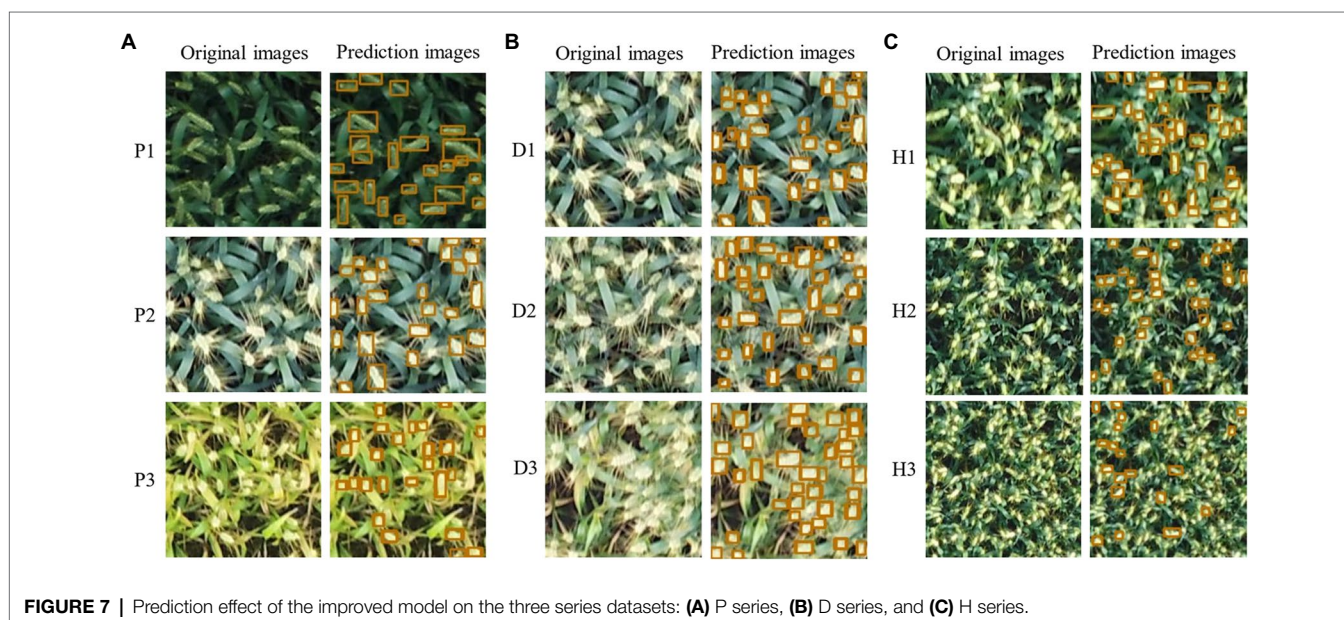 A
Original images Prediction images
P1
P2
P3
B
Original images Prediction images
D1
D2
D3
C
Original images Prediction images
H1
H2
H3
FIGURE 7 | Prediction effect of the improved model on the three series datasets: (A) P series, (B) D series, and (C) H series.